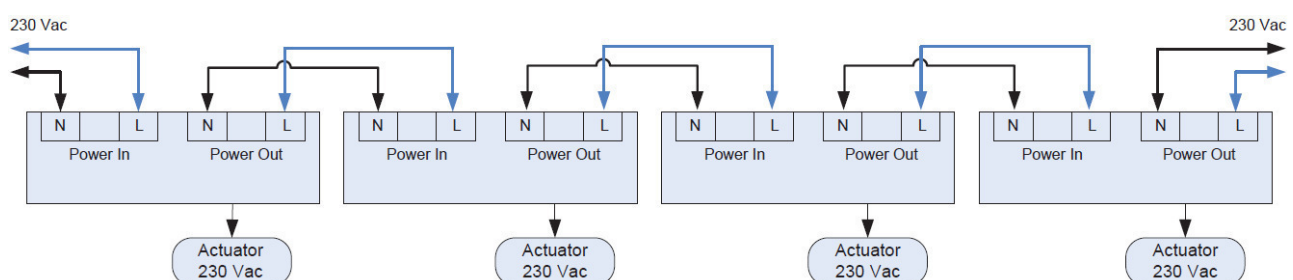 230 Vac
230 Vac
N L N L N L N L N L N L N L N L
Power In Power Out Power In Power Out Power In Power Out Power In Power Out
Actuator
230 Vac
Actuator
230 Vac
Actuator
230 Vac
Actuator
230 Vac